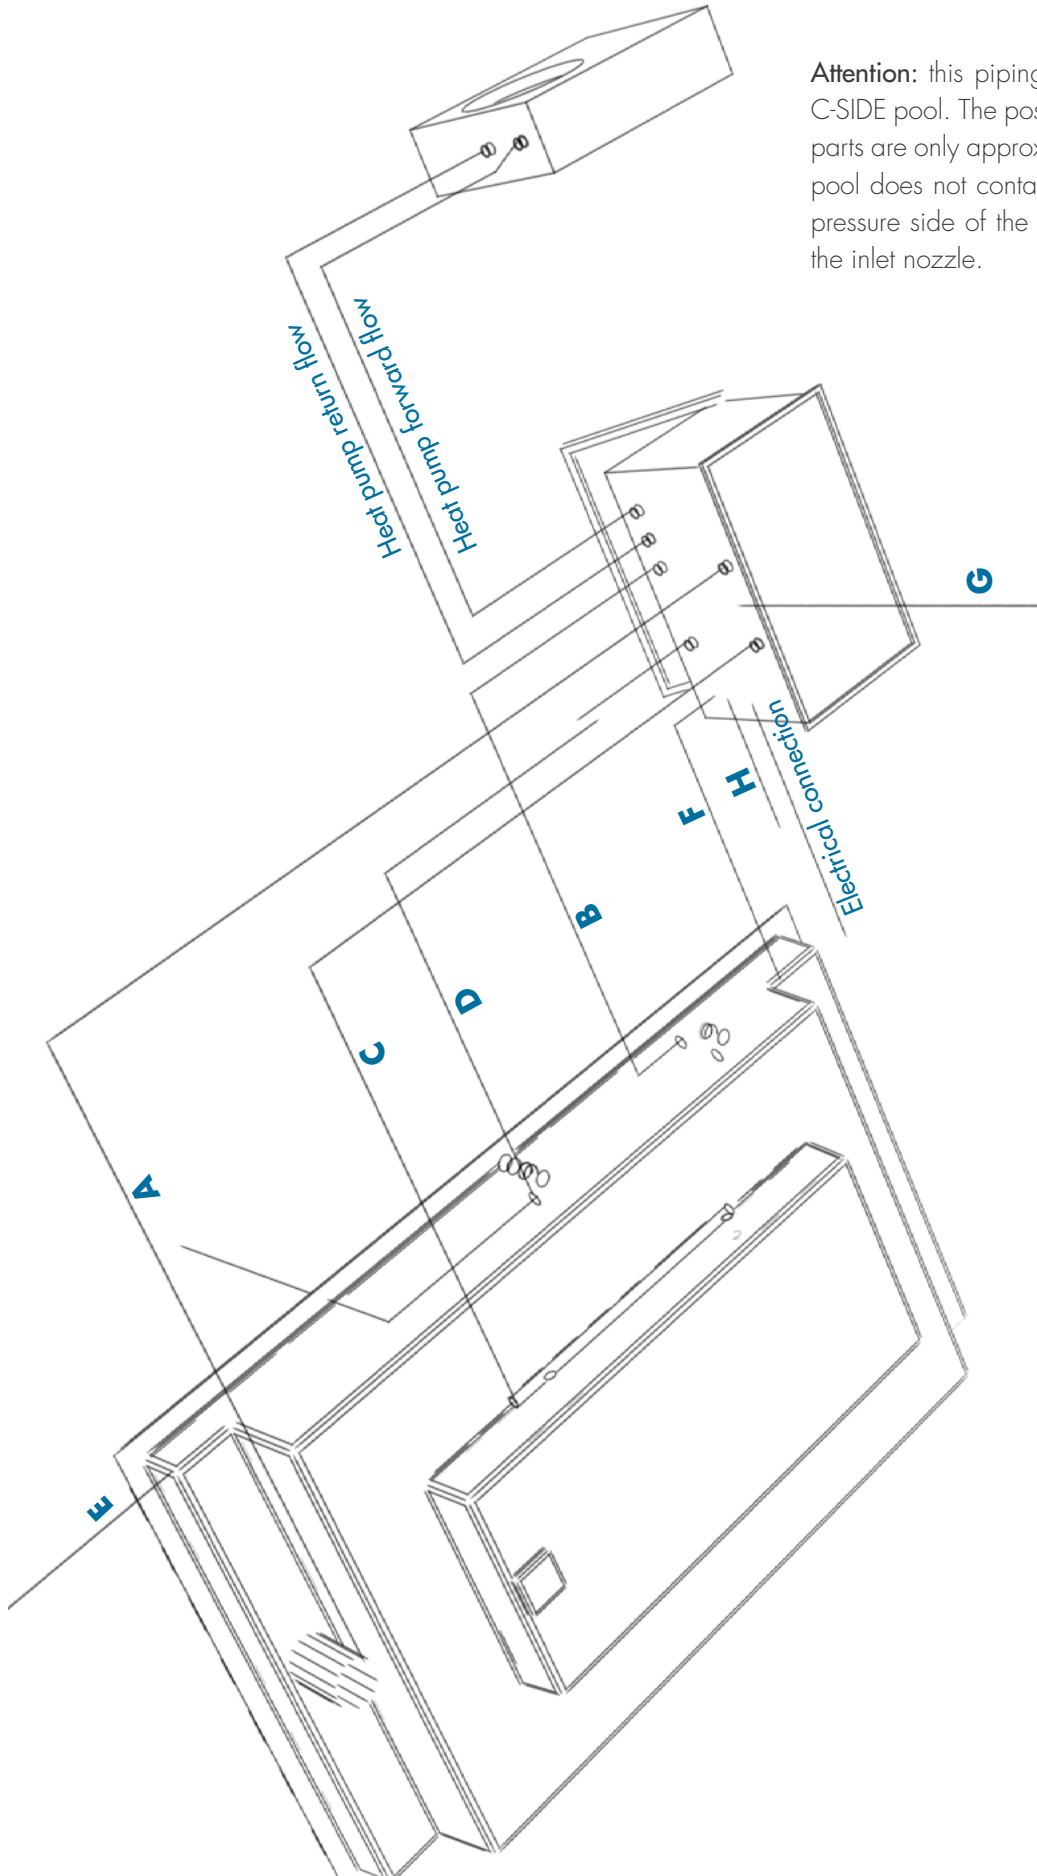 Attention: this piping
C-SIDE pool. The pos
parts are only approx
pool does not conta
pressure side of the
the inlet nozzle.
Heat pump return flow
Heat pump forward flow
G
H
F
Electrical connection
B
D
C
A
E